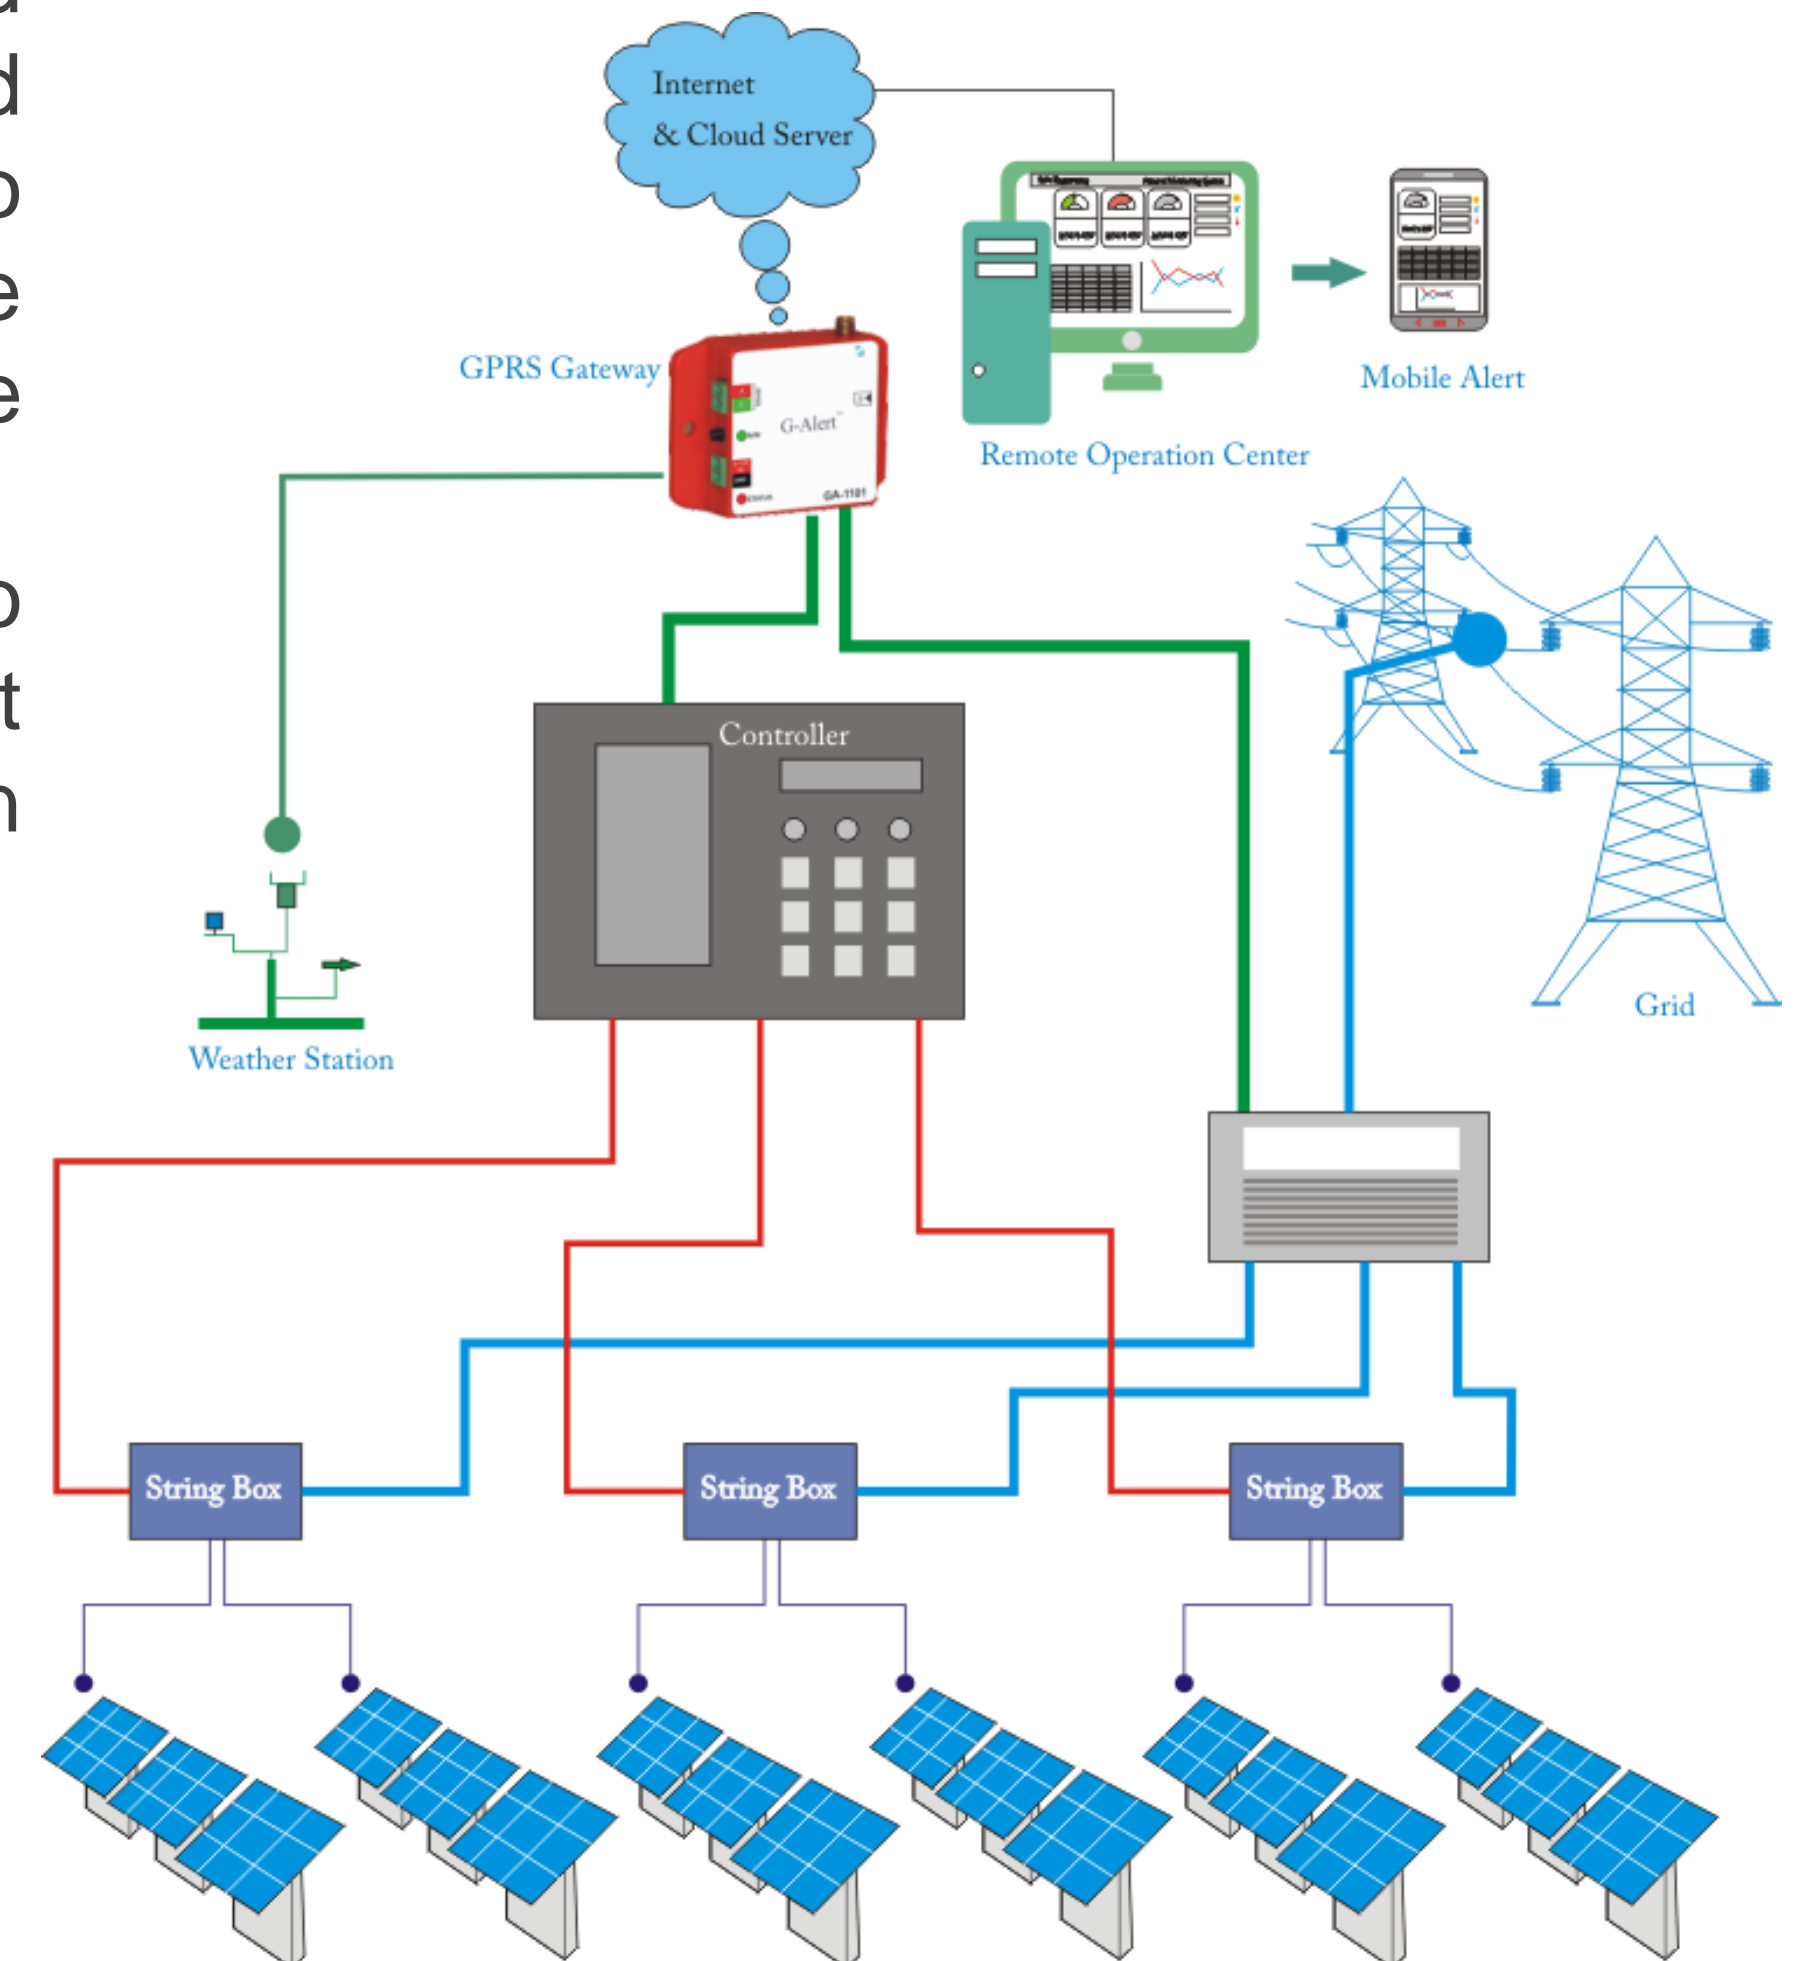 d
p
e
e
p
t
n
Internet
& Cloud Server
GPRS Gateway
G-Alert
GA-1101
Remote Operation Center
Mobile Alert
Controller
Weather Station
Grid
String Box
String Box
String Box